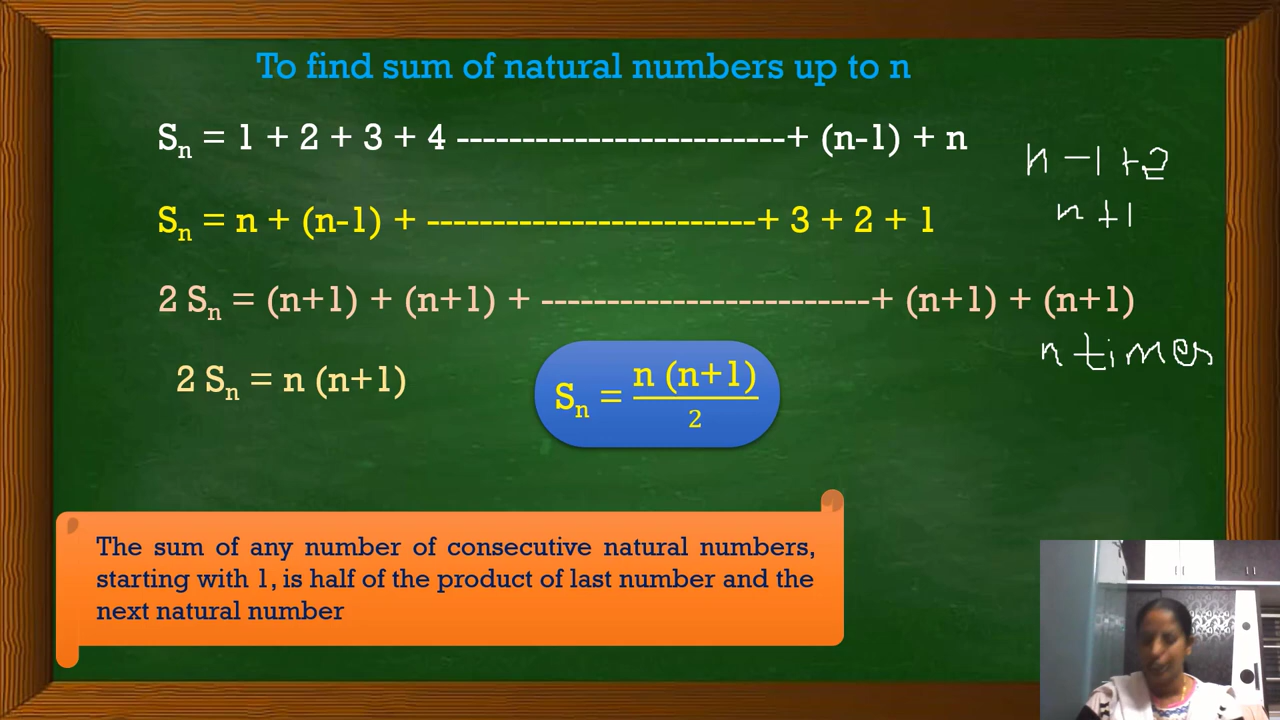 To find sum of natural numbers up to n
Sn = 1 + 2 + 3 + 4 -------------------------+ (n-1) + n
n - 1 + 2
n + 1
Sn = n + (n-1) + -------------------------+ 3 + 2 + 1
2 Sn = (n+1) + (n+1) + -------------------------+ (n+1) + (n+1)
n times
2 Sn = n (n+1)
Sn = n (n+1) / 2
The sum of any number of consecutive natural numbers,
starting with 1, is half of the product of last number and the
next natural number